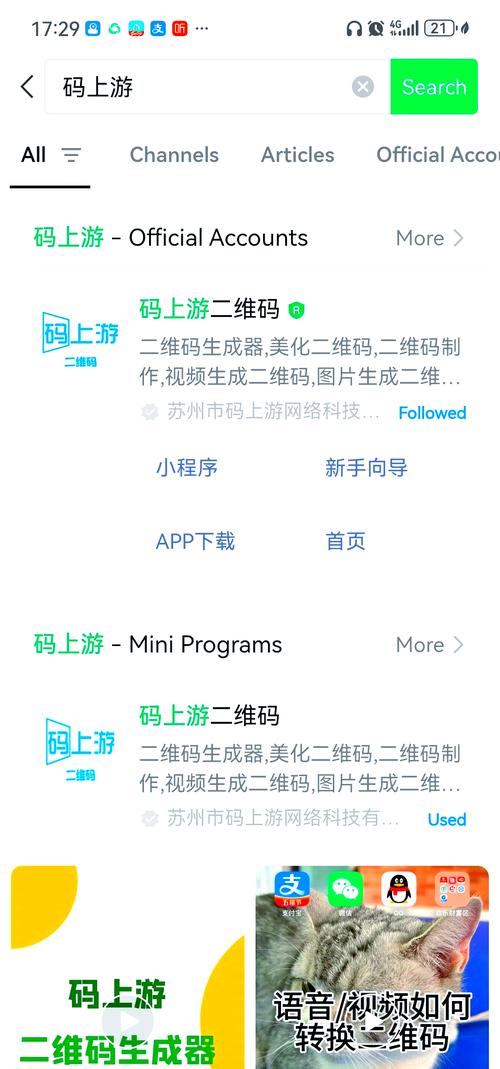 17:29
听
4G
21
码上游
Search
All
Channels
Articles
Official Accou
码上游 - Official Accounts
More
码上游
二维码
码上游二维码
R
二维码生成器,美化二维码,二维码制
作,视频生成二维码,图片生成二维...
苏州市码上游网络科技...
Followed
小程序
新手向导
APP下载
首页
码上游 - Mini Programs
More
码上游
二维码
码上游二维码
二维码生成器,美化二维码,二维码制
作,视频生成二维码,图片生成二维...
苏州市码上游网络科技有...
Used
码上游
二维码生成器
支
五福节
支付宝
微信
QQ
语音/视频如何
转换二维码